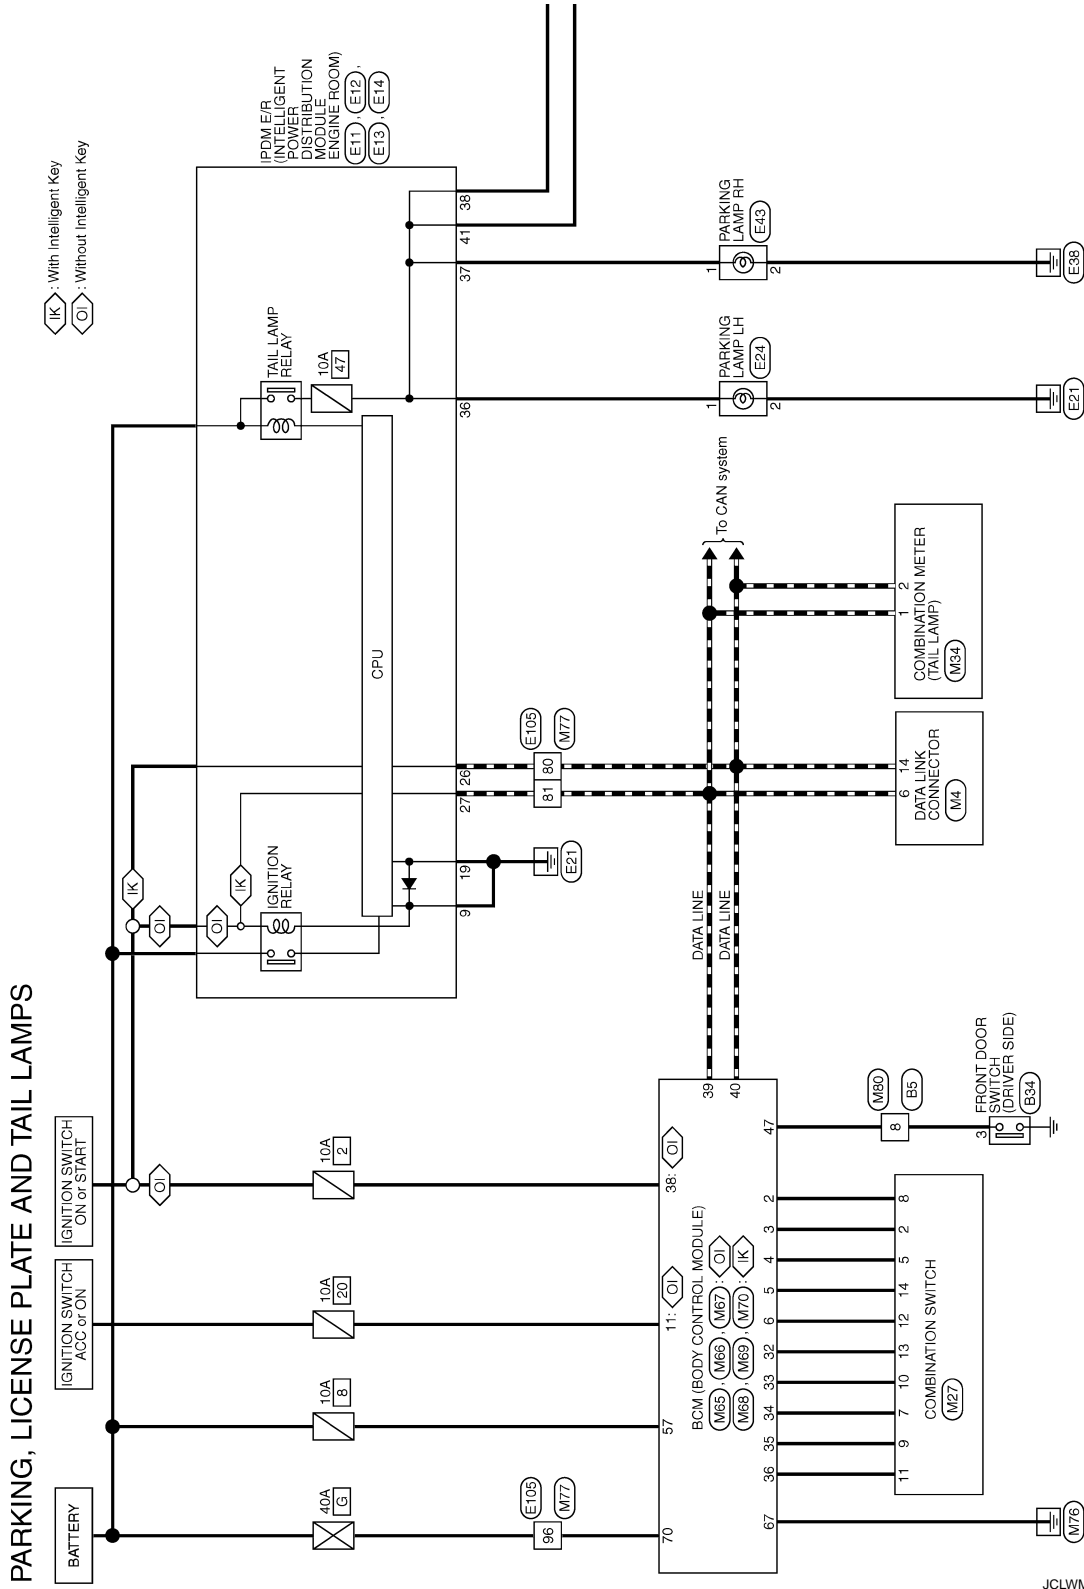 PARKING, LICENSE PLATE AND TAIL LAMPS
IK : With Intelligent Key
OI : Without Intelligent Key
BATTERY
IGNITION SWITCH
ACC or ON
IGNITION SWITCH
ON or START
40A
G
10A
8
10A
20
10A
2
E105
M77
96
OI
IK
OI
OI
IK
IGNITION
RELAY
TAIL LAMP
RELAY
10A
47
CPU
IPDM E/R
(INTELLIGENT
POWER
DISTRIBUTION
MODULE
ENGINE ROOM)
E11 , E12 ,
E13 , E14
9
19
27
26
36
37
41
38
E21
E105
M77
81
80
PARKING
LAMP LH
E24
1
2
E21
PARKING
LAMP RH
E43
1
2
E38
To CAN system
DATA LINE
DATA LINE
70
57
11: OI
38: OI
39
40
BCM (BODY CONTROL MODULE)
M65 , M66 , M67 : OI
M68 , M69 , M70 : IK
67
36
35
34
33
32
6
5
4
3
2
47
11
9
7
10
13
12
14
5
2
8
COMBINATION SWITCH
M27
M76
M80
B5
8
3
FRONT DOOR
SWITCH
(DRIVER SIDE)
B34
6
14
DATA LINK
CONNECTOR
M4
1
2
COMBINATION METER
(TAIL LAMP)
M34